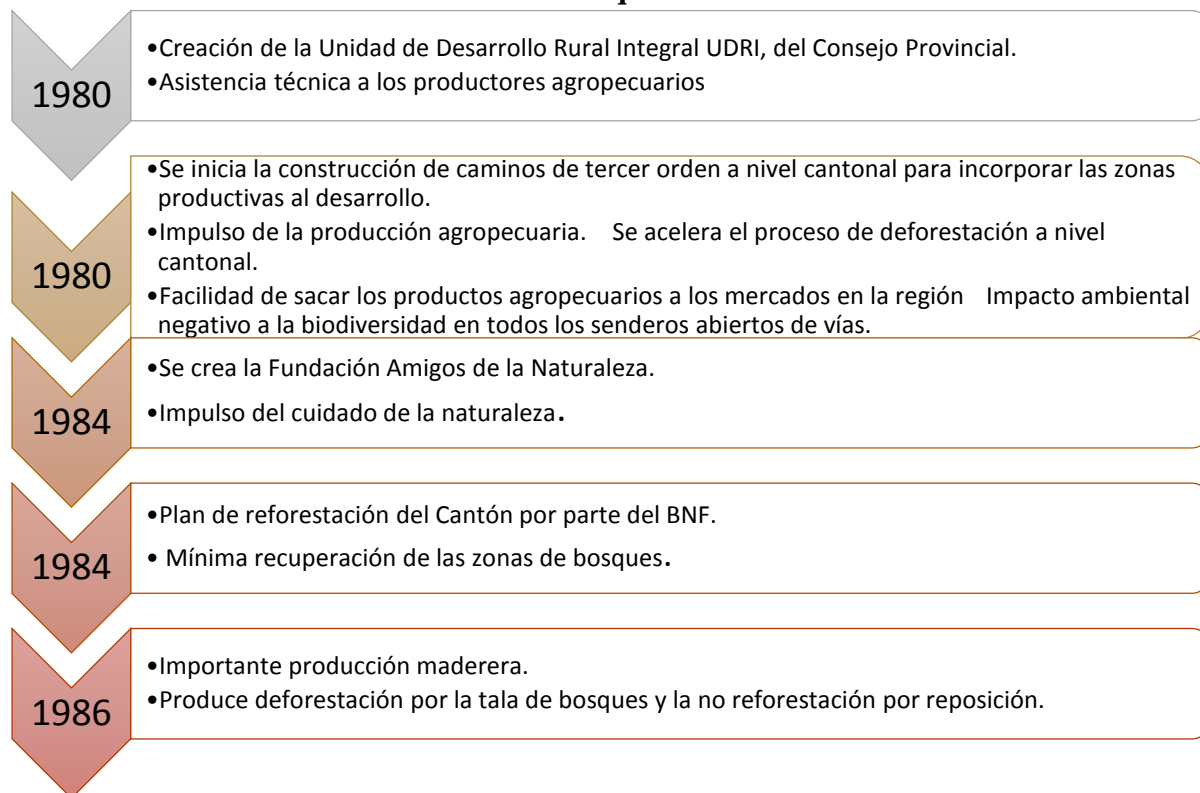 1980
•Creación de la Unidad de Desarrollo Rural Integral UDRI, del Consejo Provincial.
•Asistencia técnica a los productores agropecuarios
1980
•Se inicia la construcción de caminos de tercer orden a nivel cantonal para incorporar las zonas
productivas al desarrollo.
•Impulso de la producción agropecuaria. Se acelera el proceso de deforestación a nivel
cantonal.
•Facilidad de sacar los productos agropecuarios a los mercados en la región Impacto ambiental
negativo a la biodiversidad en todos los senderos abiertos de vías.
1984
•Se crea la Fundación Amigos de la Naturaleza.
•Impulso del cuidado de la naturaleza.
1984
•Plan de reforestación del Cantón por parte del BNF.
• Mínima recuperación de las zonas de bosques.
1986
•Importante producción maderera.
•Produce deforestación por la tala de bosques y la no reforestación por reposición.